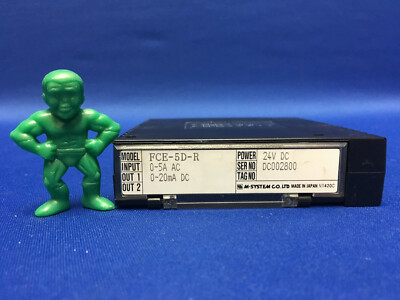 MODEL FCE-5D-R
INPUT 0-5A AC
OUT 1 0-20mA DC
OUT 2
POWER 24V DC
SER NO DC002800
TAG NO
M-SYSTEM CO.,LTD. MADE IN JAPAN